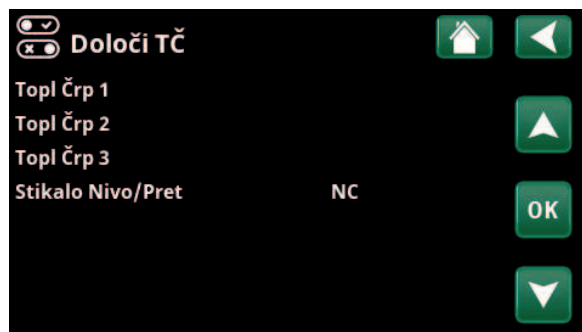 Določi TČ
Topl Črp 1
Topl Črp 2
Topl Črp 3
Stikalo Nivo/Pret NC
OK